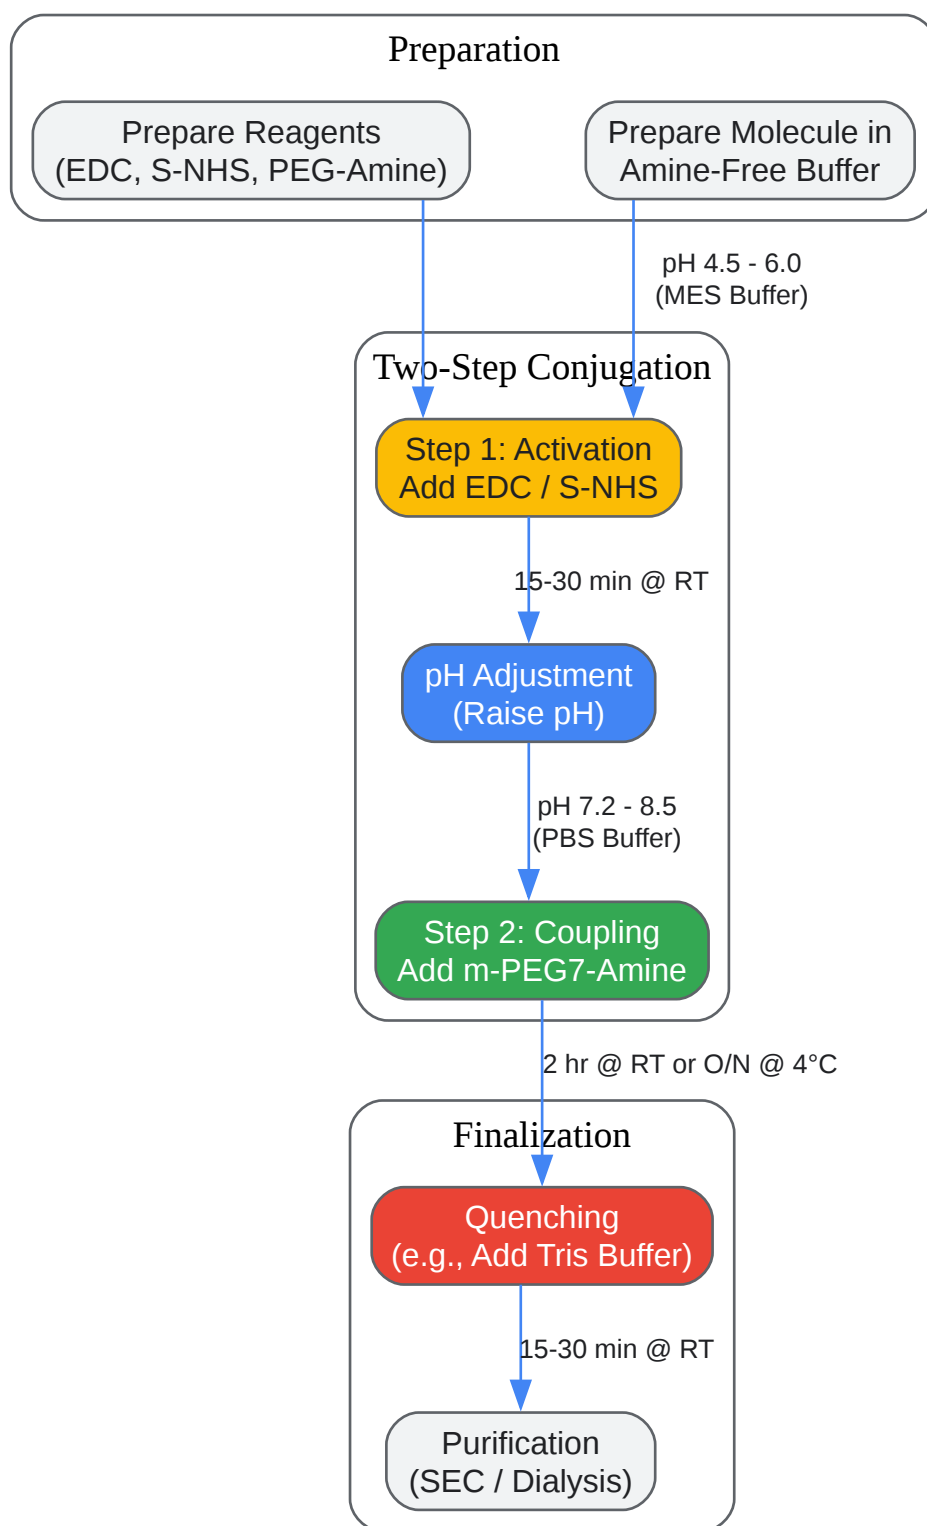 Preparation
Prepare Reagents
(EDC, S-NHS, PEG-Amine)
Prepare Molecule in
Amine-Free Buffer
pH 4.5 - 6.0
(MES Buffer)
Two-Step Conjugation
Step 1: Activation
Add EDC / S-NHS
15-30 min @ RT
pH Adjustment
(Raise pH)
pH 7.2 - 8.5
(PBS Buffer)
Step 2: Coupling
Add m-PEG7-Amine
2 hr @ RT or O/N @ 4°C
Finalization
Quenching
(e.g., Add Tris Buffer)
15-30 min @ RT
Purification
(SEC / Dialysis)